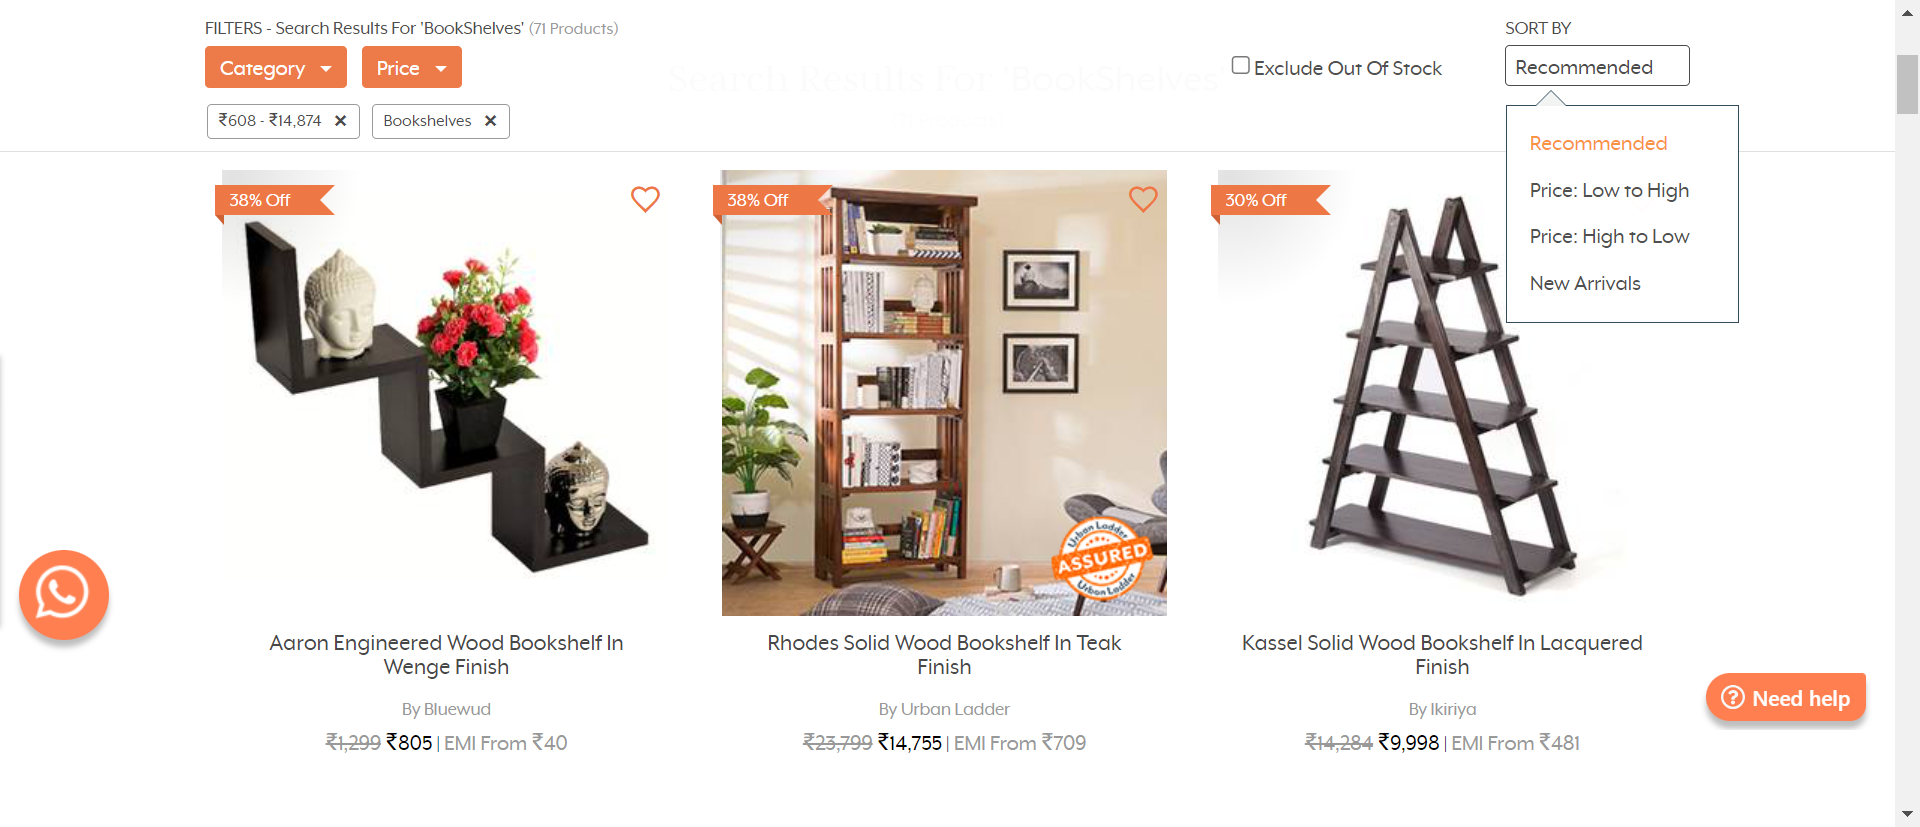 FILTERS - Search Results For 'BookShelves' (71 Products)
SORT BY
Category
Price
Search Results For 'BookShelves'
Exclude Out Of Stock
Recommended
₹608 - ₹14,874 ✕
Bookshelves ✕
Recommended
Price: Low to High
Price: High to Low
New Arrivals
38% Off
38% Off
30% Off
Urban Ladder
ASSURED
Urban Ladder
Aaron Engineered Wood Bookshelf In
Wenge Finish
By Bluewud
₹1,299 ₹805 | EMI From ₹40
Rhodes Solid Wood Bookshelf In Teak
Finish
By Urban Ladder
₹23,799 ₹14,755 | EMI From ₹709
Kassel Solid Wood Bookshelf In Lacquered
Finish
By Ikiriya
₹14,284 ₹9,998 | EMI From ₹481
Need help